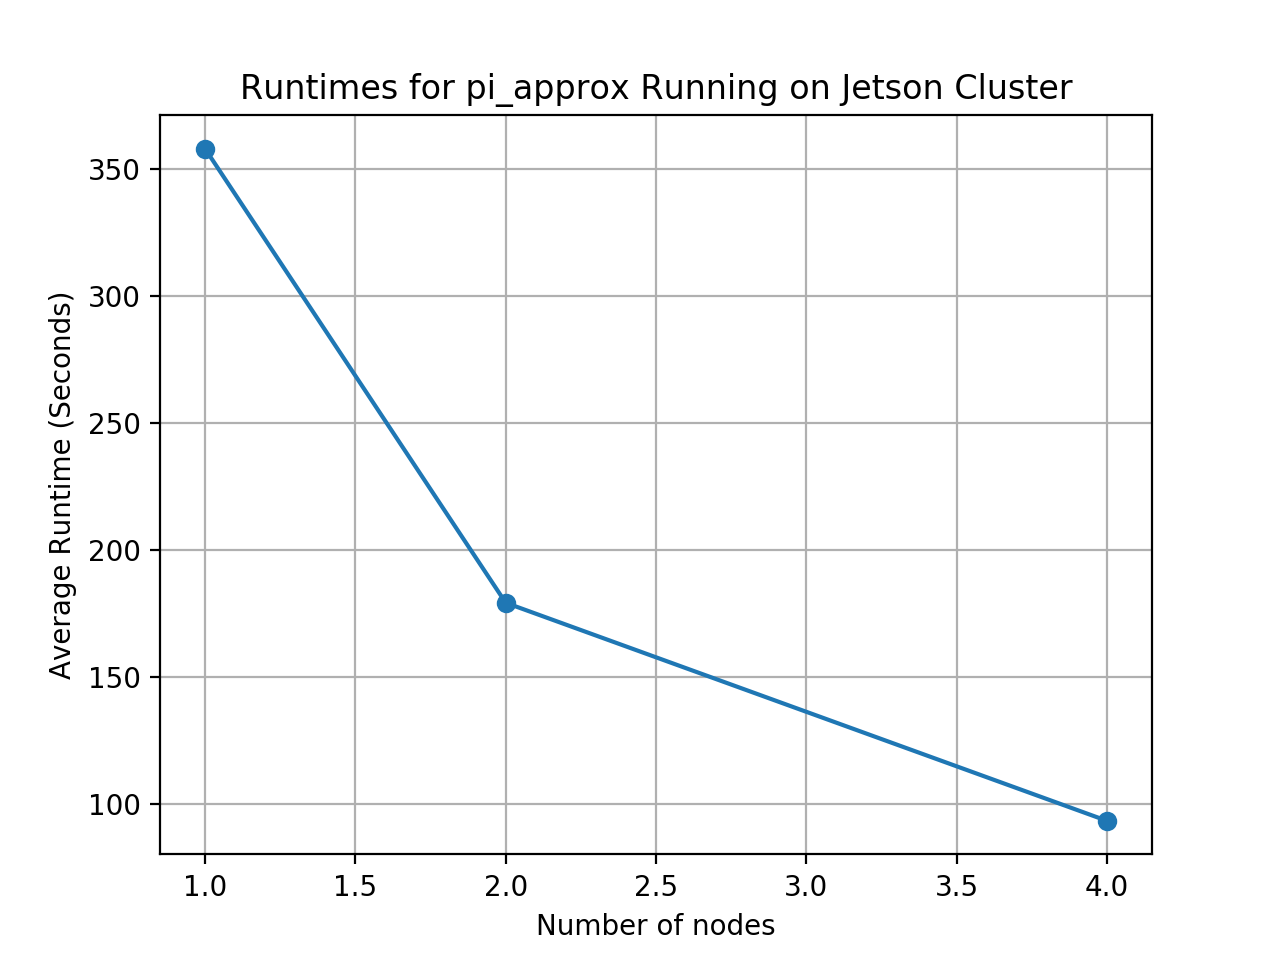 Runtimes for pi_approx Running on Jetson Cluster
350
300
250
200
150
100
Average Runtime (Seconds)
1.0 1.5 2.0 2.5 3.0 3.5 4.0
Number of nodes